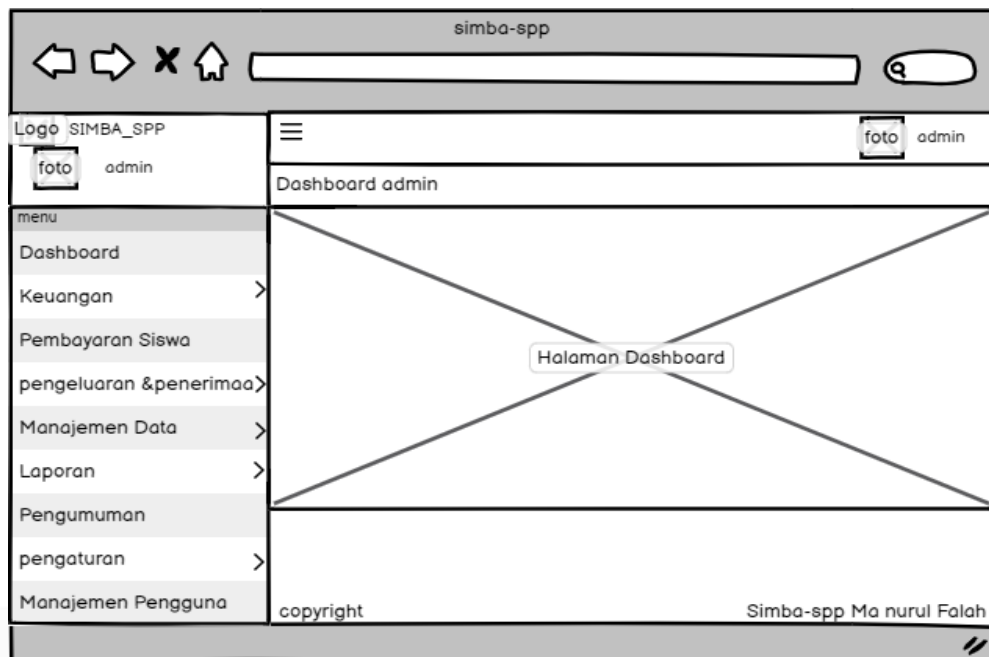 simba-spp
Logo SIMBA_SPP
foto admin
foto admin
Dashboard admin
menu
Dashboard
Keuangan
Pembayaran Siswa
pengeluaran &penerimaa
Manajemen Data
Laporan
Pengumuman
pengaturan
Manajemen Pengguna
Halaman Dashboard
copyright
Simba-spp Ma nurul Falah